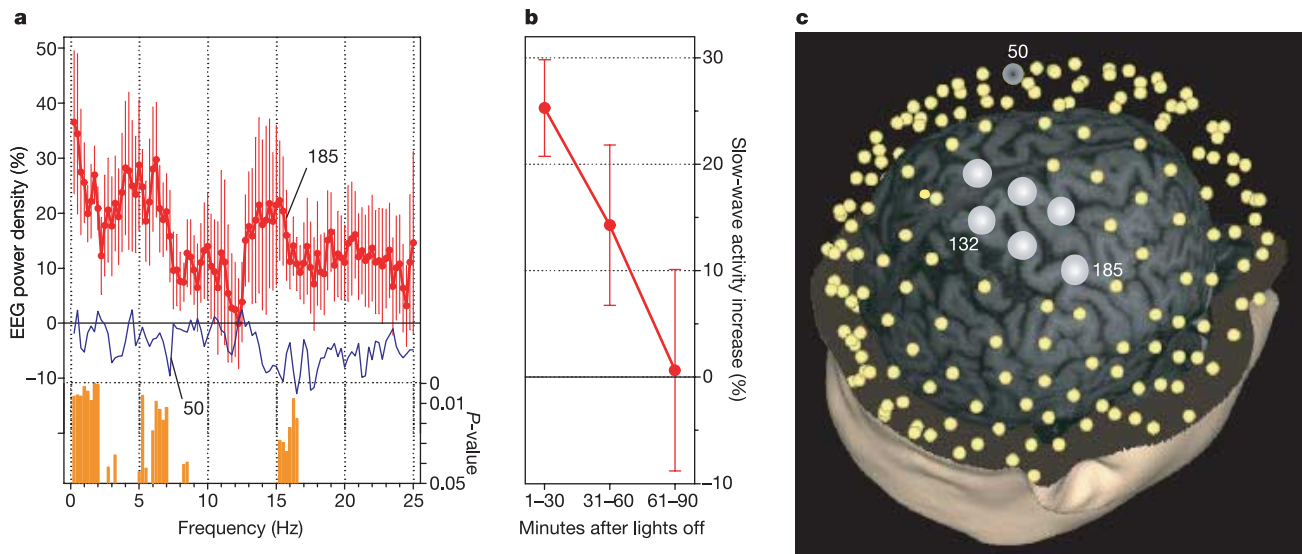 a
50
40
30
20
10
0
−10
EEG power density (%)
185
50
0
0.01
0.05
P-value
0 5 10 15 20 25
Frequency (Hz)
b
30
20
10
0
−10
Slow-wave activity increase (%)
1–30 31–60 61–90
Minutes after lights off
c
50
132
185